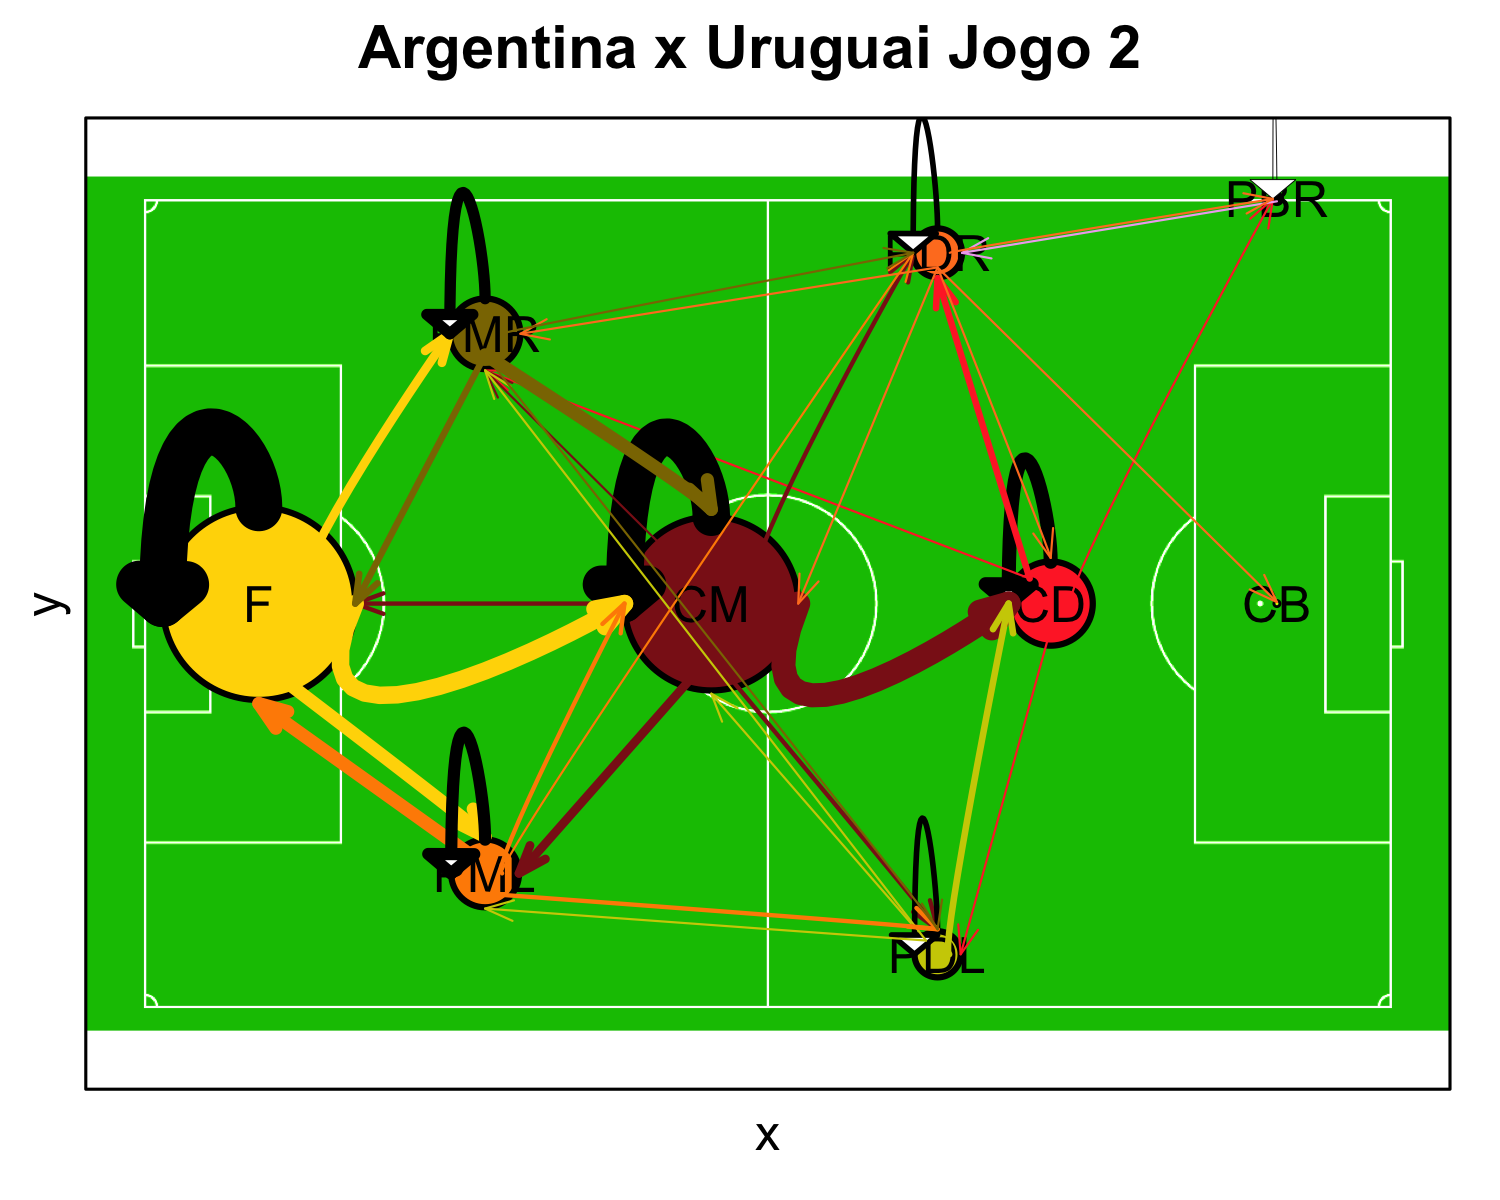 Argentina x Uruguai Jogo 2
PBR
PDR
PMR
F
CM
CD
CB
y
PML
PDL
x